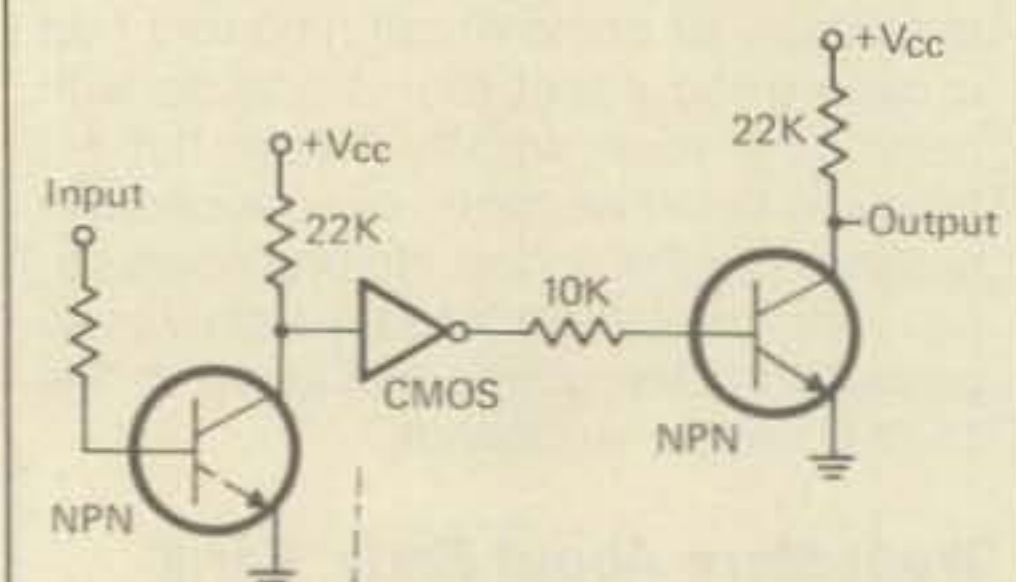 +Vcc
22K
Output
+Vcc
Input
22K
10K
CMOS
NPN
NPN